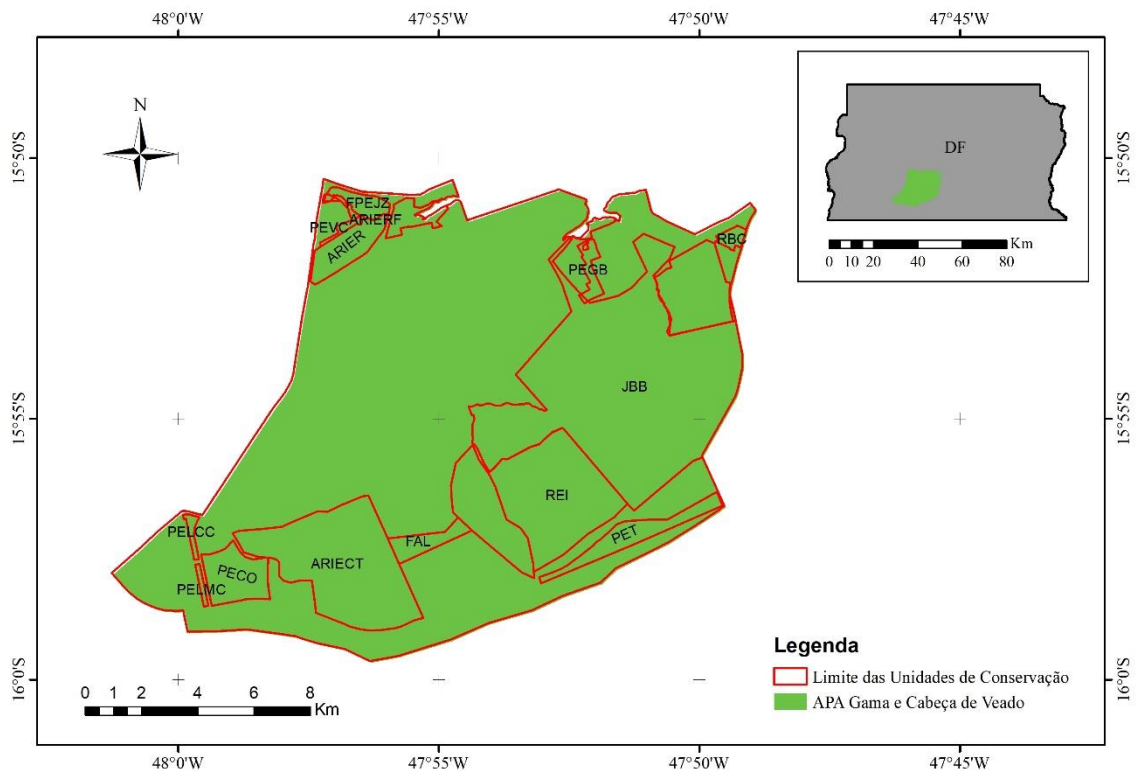 48°0'W 47°55'W 47°50'W 47°45'W
N
15°50'S 15°50'S
DF
Km
0 10 20 40 60 80
FPEJZ
ARIERF
PEVC
ARIER
RBC
PEGB
JBB
15°55'S 15°55'S
REI
PELCC
PET
FAL
ARIECT
PECO
PELMC
Legenda
Limite das Unidades de Conservação
APA Gama e Cabeça de Veado
16°0'S 16°0'S
0 1 2 4 6 8
Km
48°0'W 47°55'W 47°50'W 47°45'W